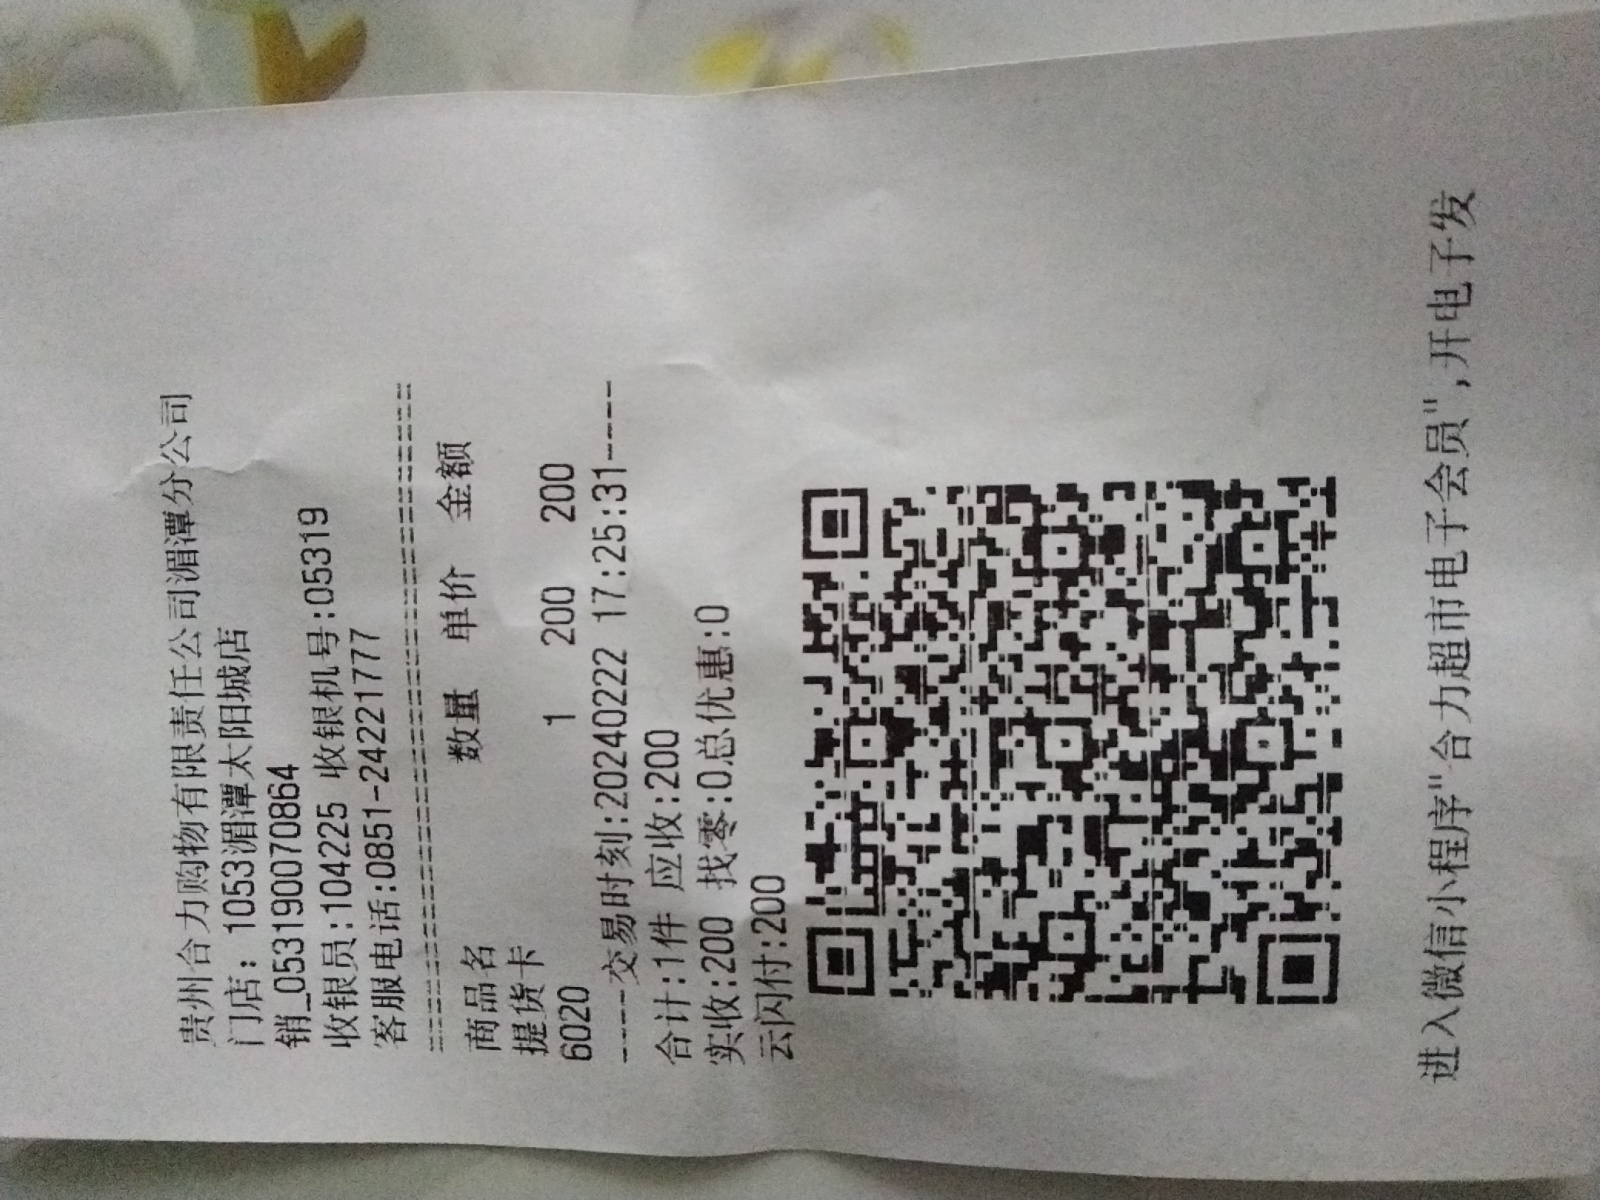 贵州合力购物有限责任公司湄潭分公司
门店: 1053湄潭太阳城店
销_0531900070864
收银员:104225 收银机号:05319
客服电话:0851-24221777
商品名 数量 单价 金额
提货卡
6020 1 200 200
----交易时刻:20240222 17:25:31----
合计:1件 应收:200
实收:200 找零:0总优惠:0
云闪付:200
进入微信小程序"合力超市电子会员",开电子发